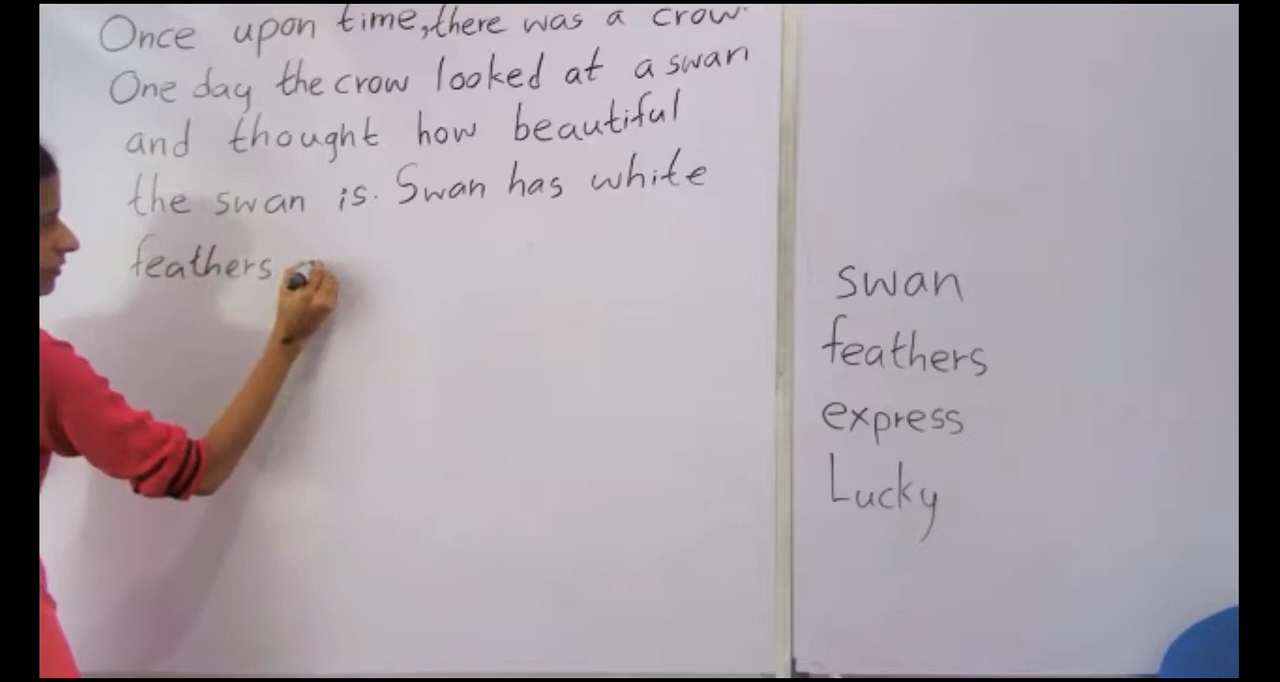 Once upon time, there was a crow.
One day the crow looked at a swan
and thought how beautiful
the swan is. Swan has white
feathers
swan
feathers
express
Lucky